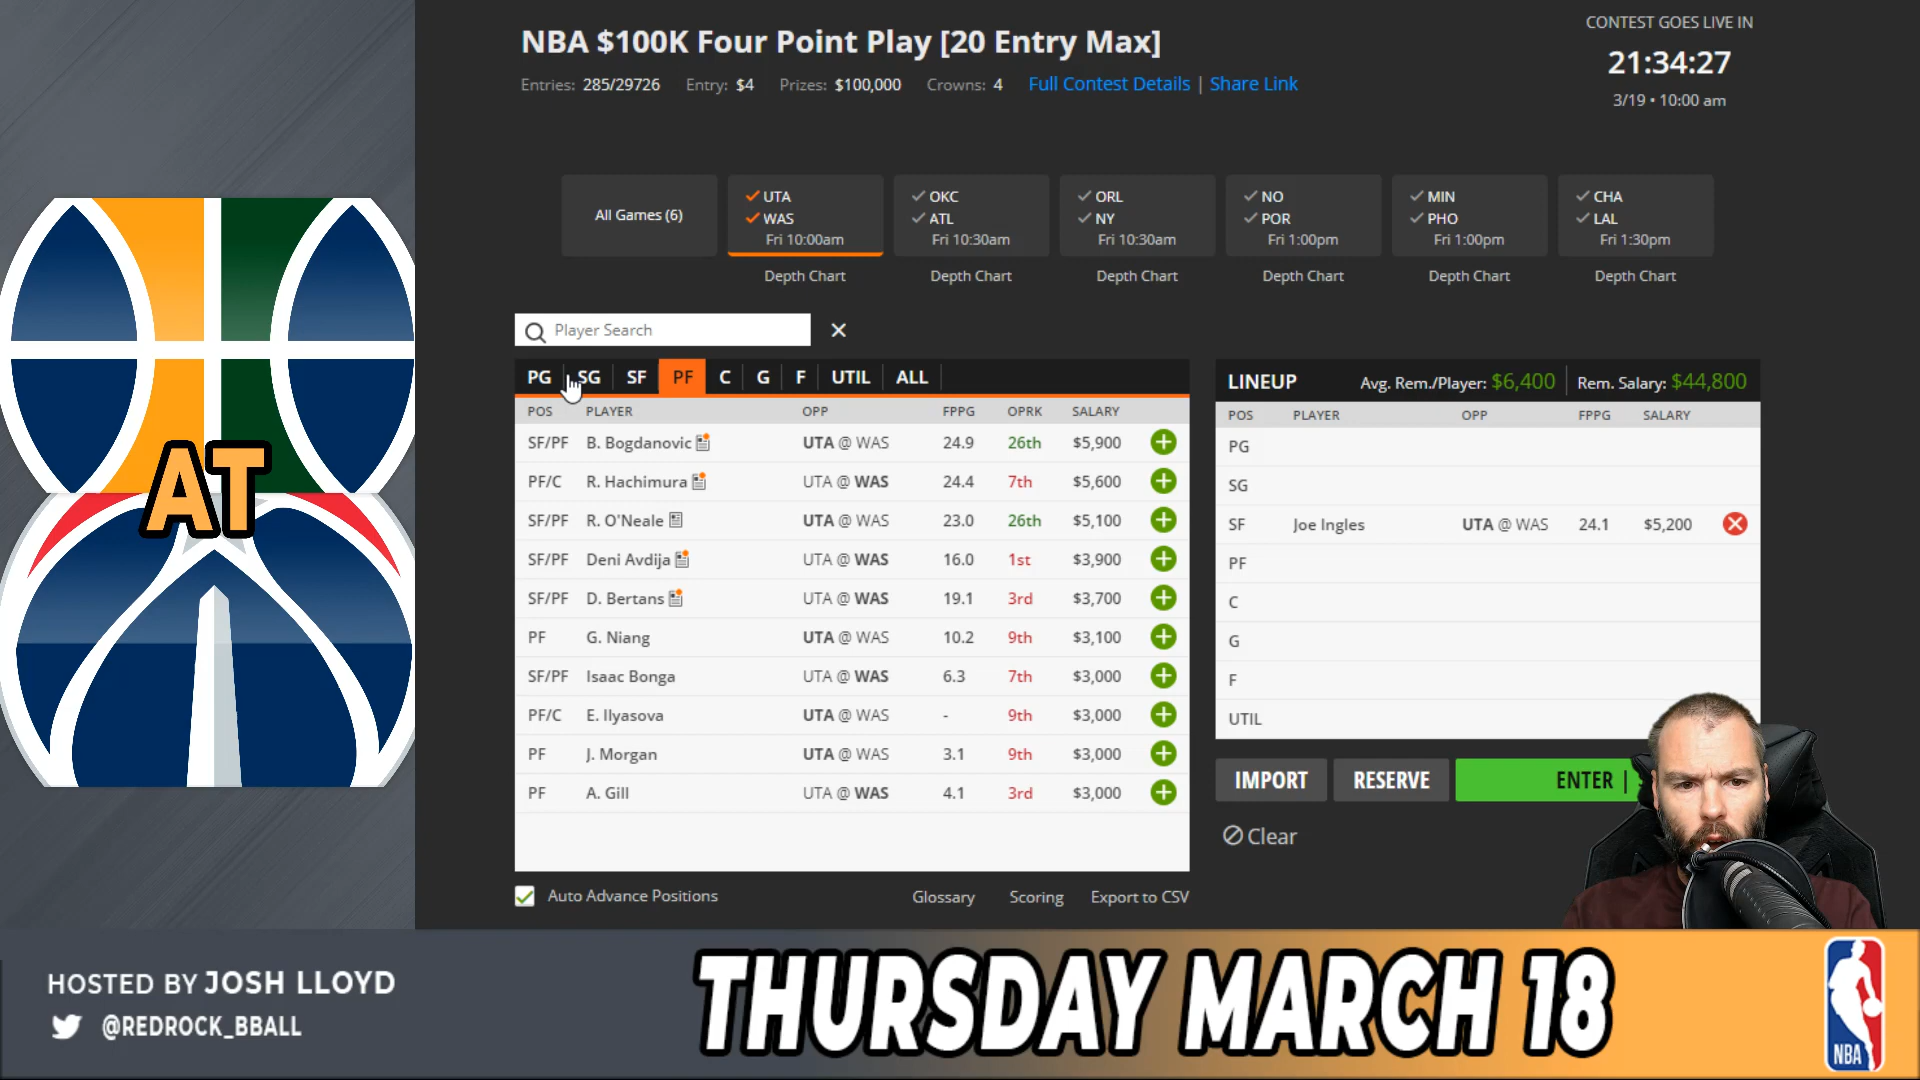 NBA $100K Four Point Play [20 Entry Max]
Entries: 285/29726 Entry: $4 Prizes: $100,000 Crowns: 4 Full Contest Details | Share Link
CONTEST GOES LIVE IN
21:34:27
3/19 • 10:00 am
All Games (6)
UTA
WAS
Fri 10:00am
Depth Chart
OKC
ATL
Fri 10:30am
Depth Chart
ORL
NY
Fri 10:30am
Depth Chart
NO
POR
Fri 1:00pm
Depth Chart
MIN
PHO
Fri 1:00pm
Depth Chart
CHA
LAL
Fri 1:30pm
Depth Chart
Player Search
PG SG SF PF C G F UTIL ALL
POS PLAYER OPP FPPG OPRK SALARY
SF/PF B. Bogdanovic UTA @ WAS 24.9 26th $5,900
PF/C R. Hachimura UTA @ WAS 24.4 7th $5,600
SF/PF R. O'Neale UTA @ WAS 23.0 26th $5,100
SF/PF Deni Avdija UTA @ WAS 16.0 1st $3,900
SF/PF D. Bertans UTA @ WAS 19.1 3rd $3,700
PF G. Niang UTA @ WAS 10.2 9th $3,100
SF/PF Isaac Bonga UTA @ WAS 6.3 7th $3,000
PF/C E. Ilyasova UTA @ WAS - 9th $3,000
PF J. Morgan UTA @ WAS 3.1 9th $3,000
PF A. Gill UTA @ WAS 4.1 3rd $3,000
Auto Advance Positions Glossary Scoring Export to CSV
LINEUP Avg. Rem./Player: $6,400 Rem. Salary: $44,800
POS PLAYER OPP FPPG SALARY
PG
SG
SF Joe Ingles UTA @ WAS 24.1 $5,200
PF
C
G
F
UTIL
IMPORT RESERVE ENTER |
Clear
AT
HOSTED BY JOSH LLOYD
@REDROCK_BBALL
THURSDAY MARCH 18
NBA